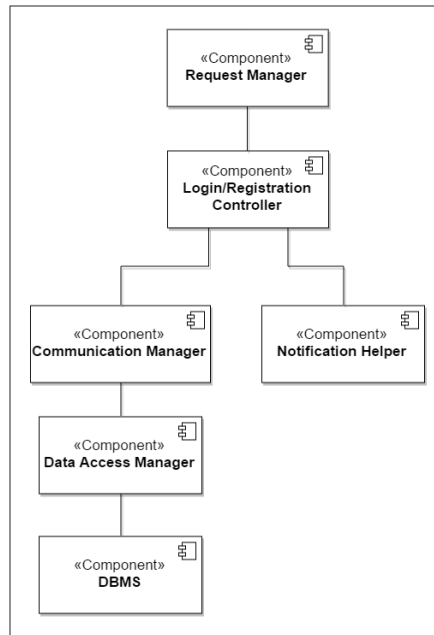 «Component»
Request Manager
«Component»
Login/Registration
Controller
«Component»
Communication Manager
«Component»
Notification Helper
«Component»
Data Access Manager
«Component»
DBMS